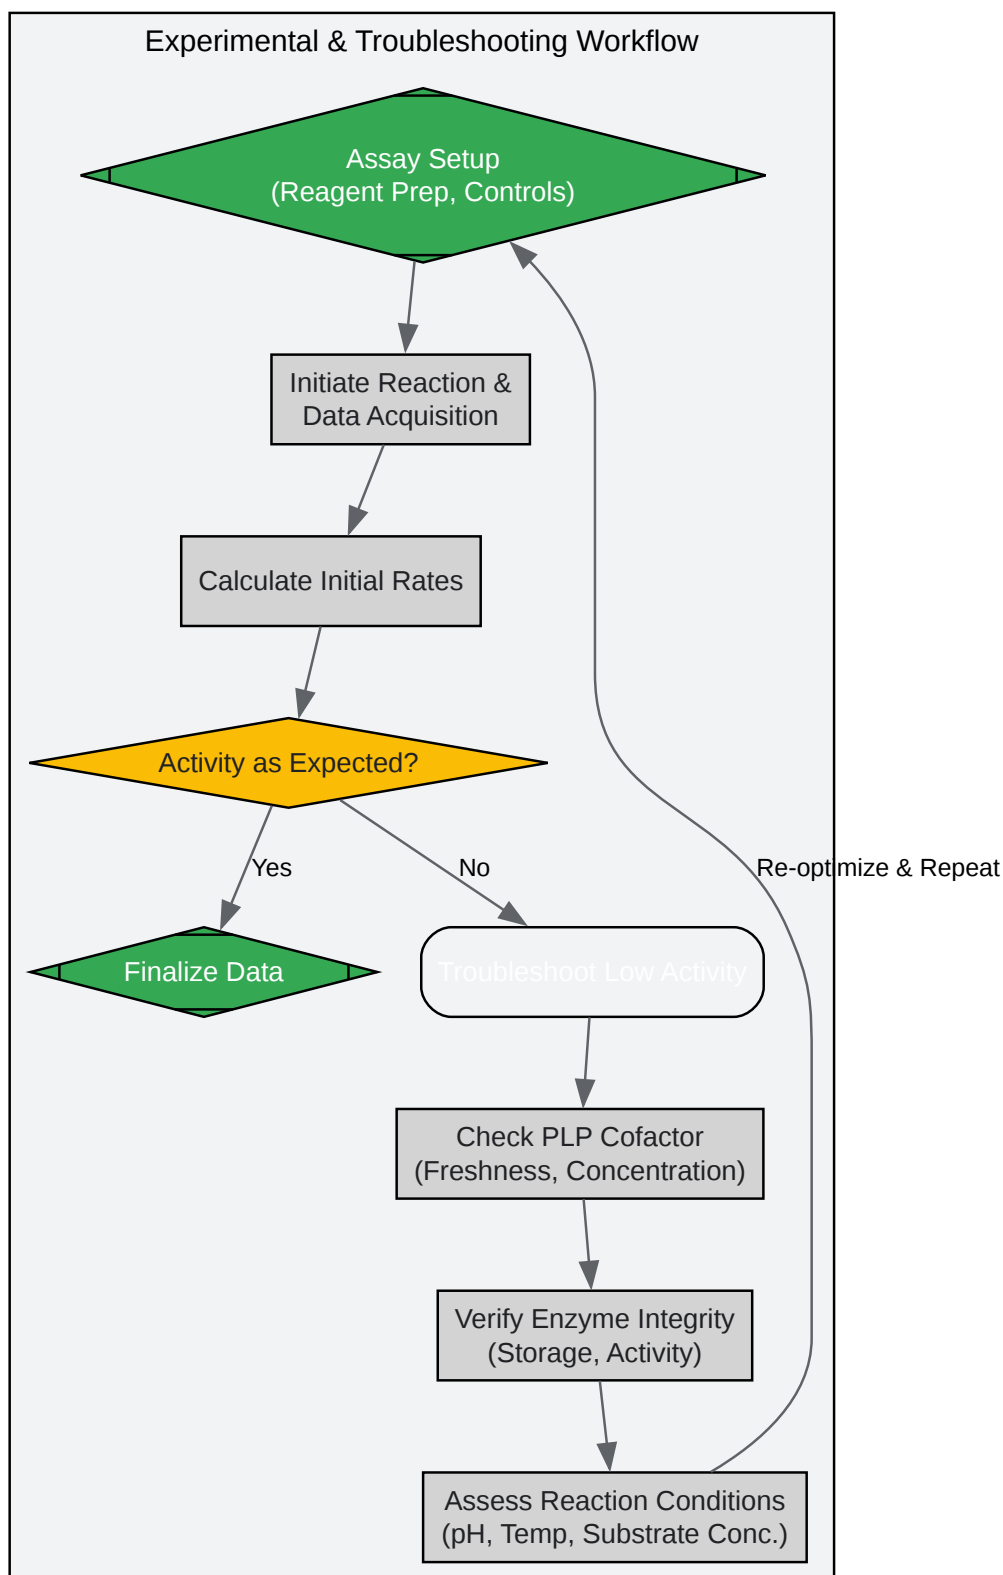 Experimental & Troubleshooting Workflow
Assay Setup
(Reagent Prep, Controls)
Initiate Reaction &
Data Acquisition
Calculate Initial Rates
Activity as Expected?
Yes
No
Re-optimize & Repeat
Finalize Data
Troubleshoot Low Activity
Check PLP Cofactor
(Freshness, Concentration)
Verify Enzyme Integrity
(Storage, Activity)
Assess Reaction Conditions
(pH, Temp, Substrate Conc.)